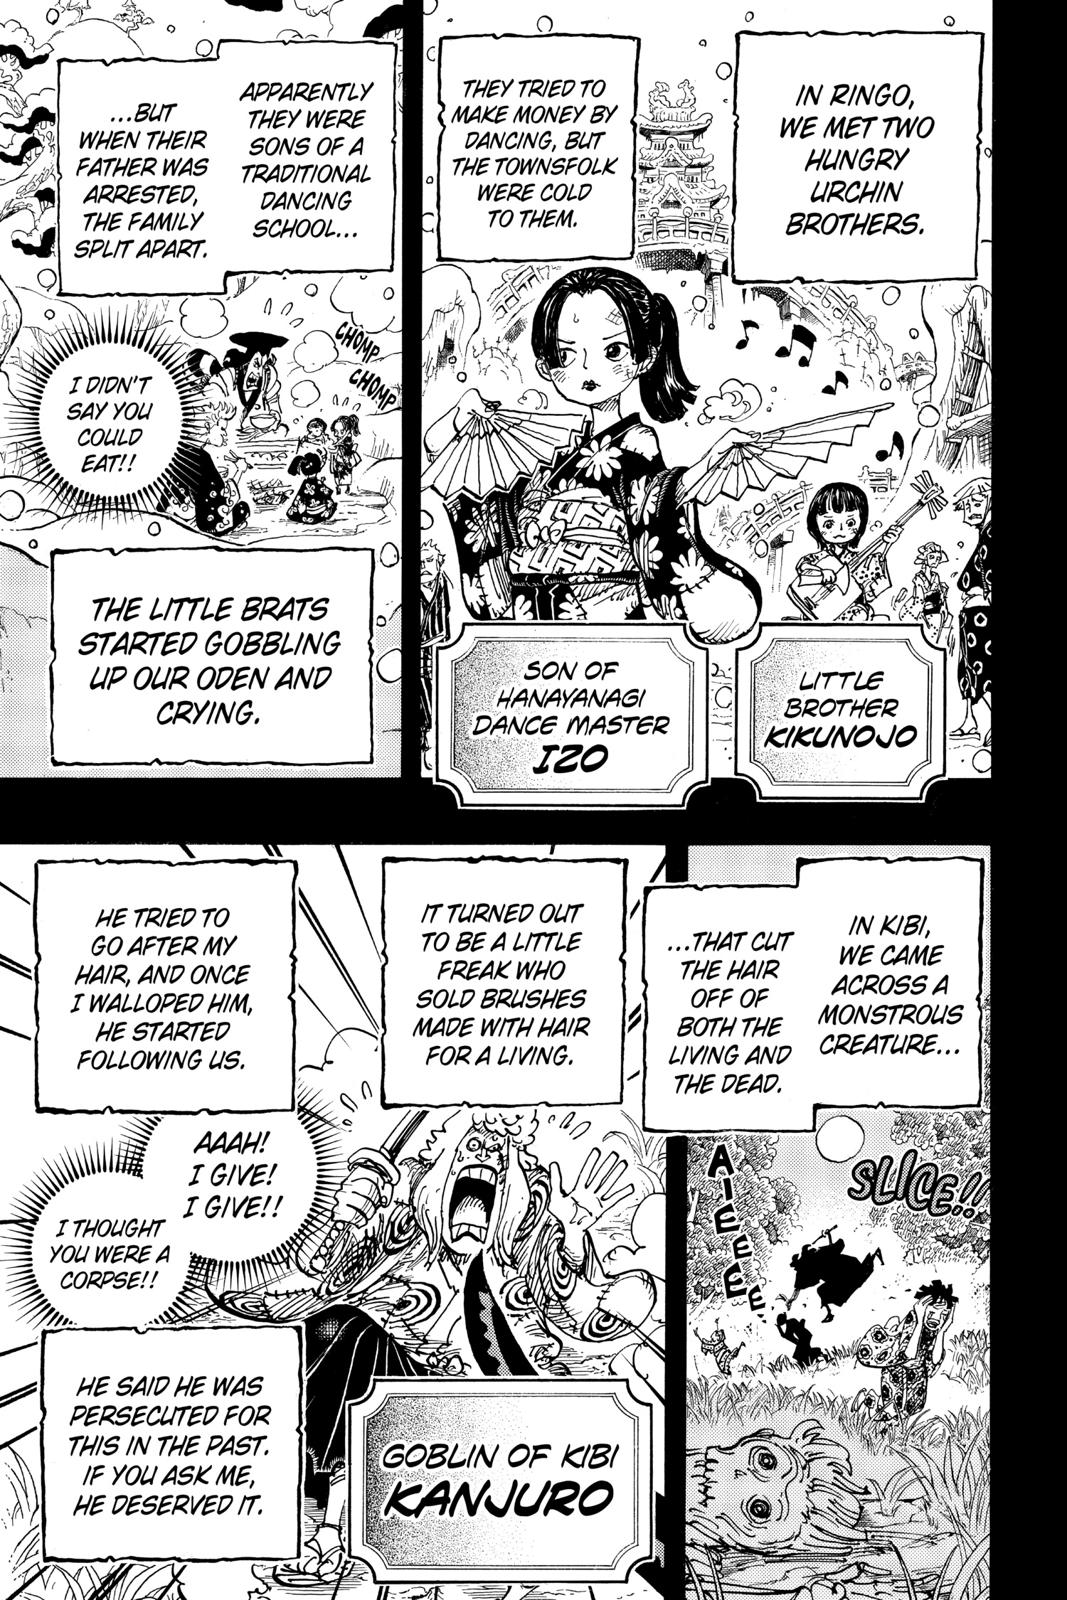 IN RINGO,
WE MET TWO
HUNGRY
URCHIN
BROTHERS.
THEY TRIED TO
MAKE MONEY BY
DANCING, BUT
THE TOWNSFOLK
WERE COLD
TO THEM.
LITTLE
BROTHER
KIKUNOJO
SON OF
HANAYANAGI
DANCE MASTER
IZO
APPARENTLY
THEY WERE
SONS OF A
TRADITIONAL
DANCING
SCHOOL...
...BUT
WHEN THEIR
FATHER WAS
ARRESTED,
THE FAMILY
SPLIT APART.
CHOMP
CHOMP
I DIDN'T
SAY YOU
COULD
EAT!!
THE LITTLE BRATS
STARTED GOBBLING
UP OUR ODEN AND
CRYING.
IN KIBI,
WE CAME
ACROSS A
MONSTROUS
CREATURE...
...THAT CUT
THE HAIR
OFF OF
BOTH THE
LIVING AND
THE DEAD.
SLICE!!
AIEEEE
IT TURNED OUT
TO BE A LITTLE
FREAK WHO
SOLD BRUSHES
MADE WITH HAIR
FOR A LIVING.
HE TRIED TO
GO AFTER MY
HAIR, AND ONCE
I WALLOPED HIM,
HE STARTED
FOLLOWING US.
AAAH!
I GIVE!
I GIVE!!
I THOUGHT
YOU WERE A
CORPSE!!
GOBLIN OF KIBI
KANJURO
HE SAID HE WAS
PERSECUTED FOR
THIS IN THE PAST.
IF YOU ASK ME,
HE DESERVED IT.